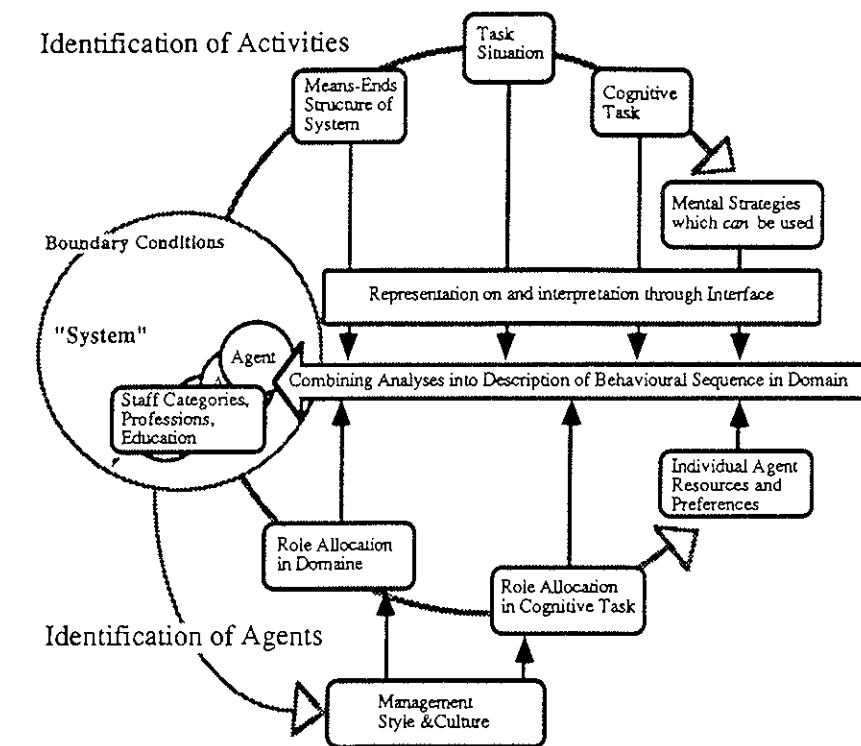 Identification of Activities
Task
Situation
Means-Ends
Structure of
System
Cognitive
Task
Mental Strategies
which can be used
Boundary Conditions
Representation on and interpretation through Interface
"System"
Agent
A
Combining Analyses into Description of Behavioural Sequence in Domain
Staff Categories,
Professions,
Education
Individual Agent
Resources and
Preferences
Role Allocation
in Domaine
Role Allocation
in Cognitive Task
Identification of Agents
Management
Style &Culture